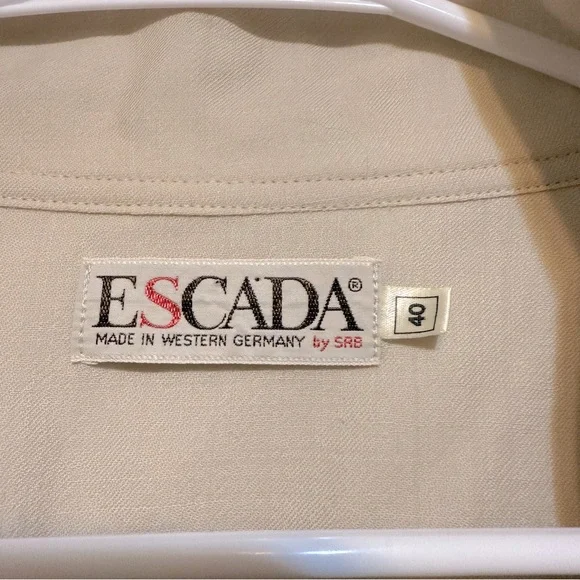 ESCADA®
MADE IN WESTERN GERMANY by SRB
40